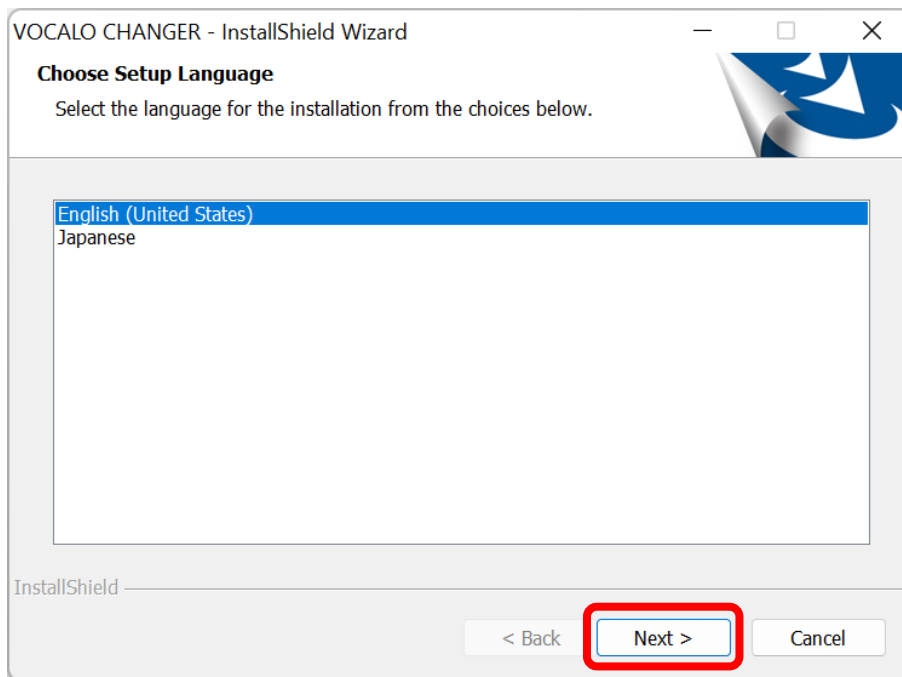 VOCALO CHANGER - InstallShield Wizard
Choose Setup Language
Select the language for the installation from the choices below.
English (United States)
Japanese
InstallShield
< Back Next > Cancel